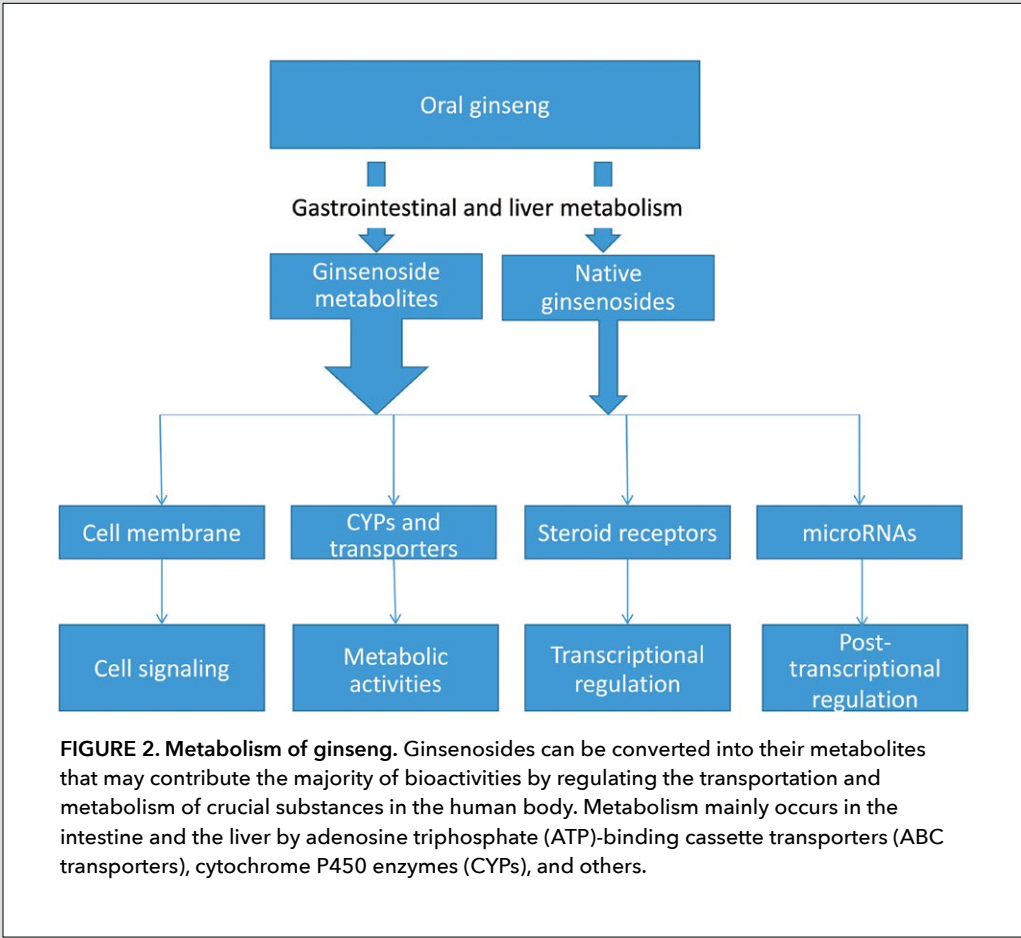 Oral ginseng
Gastrointestinal and liver metabolism
Ginsenoside
metabolites
Native
ginsenosides
Cell membrane
CYPs and
transporters
Steroid receptors
microRNAs
Cell signaling
Metabolic
activities
Transcriptional
regulation
Post-
transcriptional
regulation
FIGURE 2. Metabolism of ginseng. Ginsenosides can be converted into their metabolites
that may contribute the majority of bioactivities by regulating the transportation and
metabolism of crucial substances in the human body. Metabolism mainly occurs in the
intestine and the liver by adenosine triphosphate (ATP)-binding cassette transporters (ABC
transporters), cytochrome P450 enzymes (CYPs), and others.